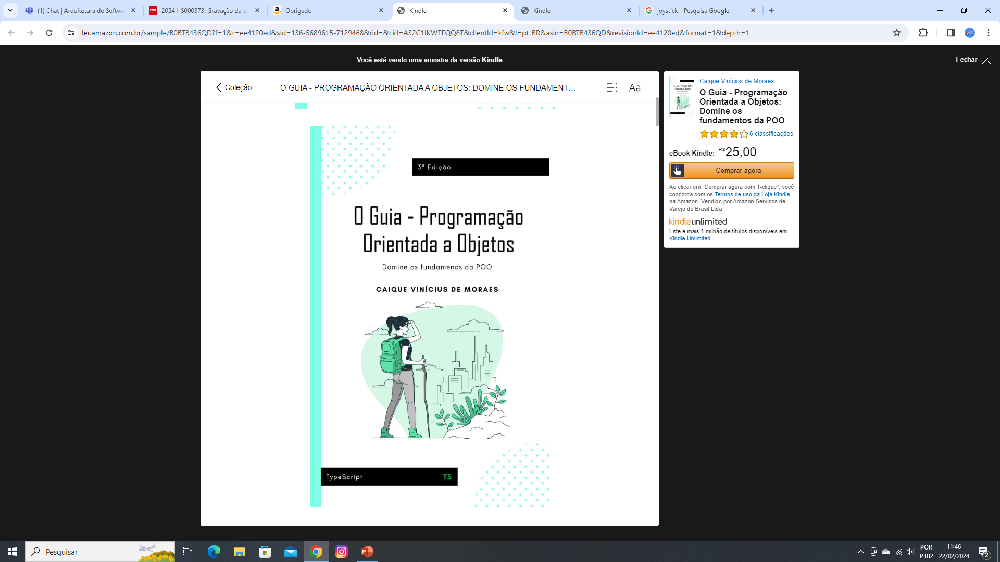 (1) Chat | Arquitetura de Softwa
20241-S000373: Gravação da au
Obrigado
Kindle
Kindle
joystick - Pesquisa Google
ler.amazon.com.br/sample/B0BTB436QD?f=1&r=ee4120ed&sid=136-5689615-7129468&rid=&cid=A32C1IKWTFQQ8T&clientId=kfw&l=pt_BR&asin=B0BTB436QD&revisionId=ee4120ed&format=1&depth=1
Você está vendo uma amostra da versão Kindle
Fechar
Coleção
O GUIA - PROGRAMAÇÃO ORIENTADA A OBJETOS: DOMINE OS FUNDAMENT…
Aa
3ª Edição
O Guia - Programação
Orientada a Objetos
Domine os fundamenos da POO
CAIQUE VINÍCIUS DE MORAES
TypeScript TS
Caique Vinícius de Moraes
O Guia - Programação
Orientada a Objetos:
Domine os
fundamentos da POO
6 classificações
eBook Kindle: R$25,00
Comprar agora
Ao clicar em “Comprar agora com 1-clique”, você
concorda com os Termos de uso da Loja Kindle
na Amazon. Vendido por Amazon Servicos de
Varejo do Brasil Ltda
kindleunlimited
Este e mais 1 milhão de títulos disponíveis em
Kindle Unlimited .
Pesquisar
POR
PTB2
11:46
22/02/2024
2